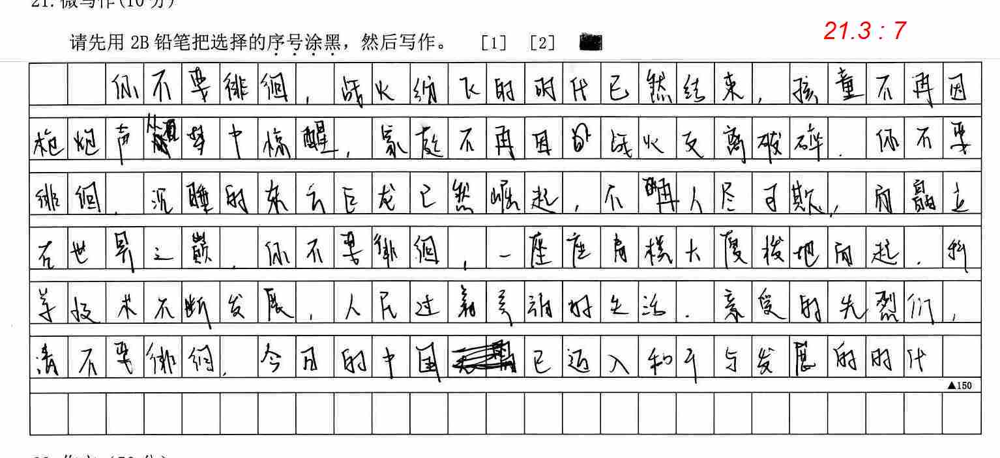 21.微写作(10分)
请先用 2B 铅笔把选择的序号涂黑，然后写作。 [1] [2]
21.3 : 7
你不要徘徊，战火纷飞的时代已然结束，孩童不再因
枪炮声从梦中惊醒，家庭不再因战火支离破碎．你不要
徘徊，沉睡的东方巨龙已然崛起，不再人尽可欺，而矗立
在世界之巅．你不要徘徊，一座座高楼大厦拔地而起．科
学技术不断发展，人民过着美满的生活．亲爱的先烈们，
请不要徘徊．今日的中国已迈入和平与发展的时代
▲150